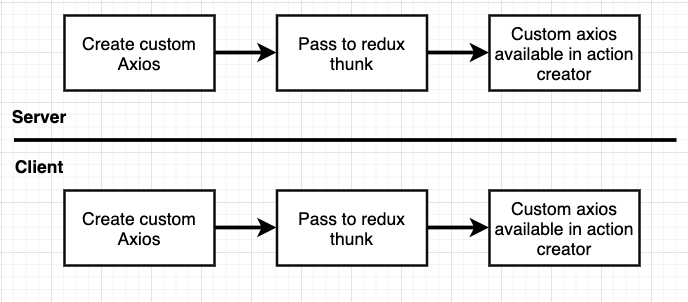 Create custom
Axios
Pass to redux
thunk
Custom axios
available in action
creator
Server
Client
Create custom
Axios
Pass to redux
thunk
Custom axios
available in action
creator